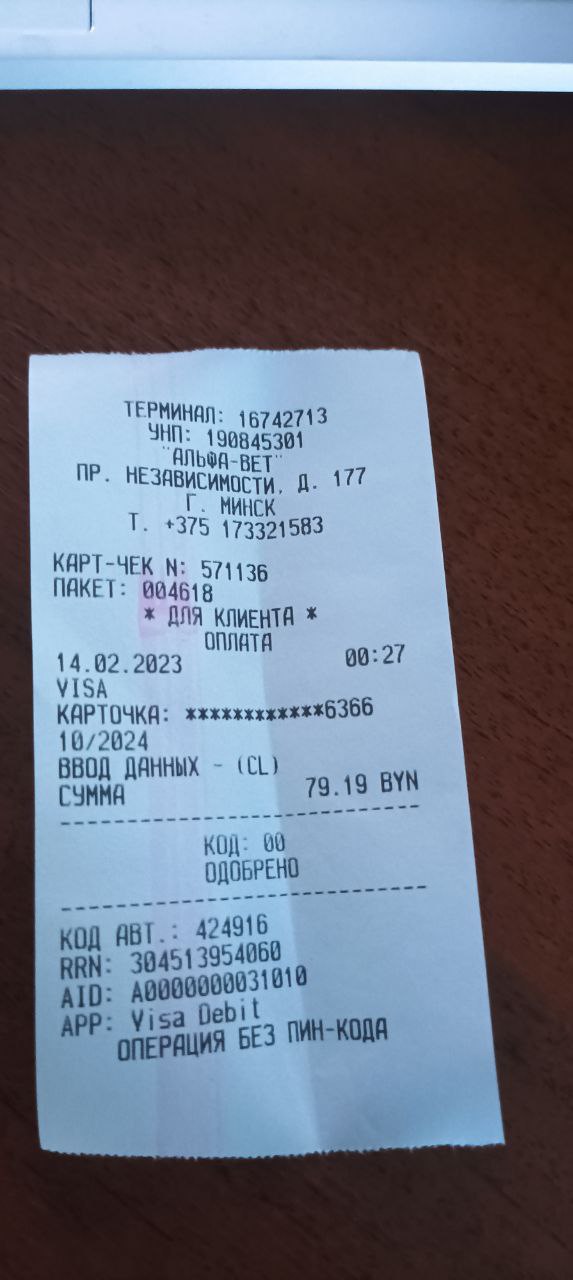 ТЕРМИНАЛ: 16742713
УНП: 190845301
"АЛЬФА-ВЕТ"
ПР. НЕЗАВИСИМОСТИ, Д. 177
Г. МИНСК
Т. +375 173321583
КАРТ-ЧЕК N: 571136
ПАКЕТ: 004618
* ДЛЯ КЛИЕНТА *
ОПЛАТА
14.02.2023 00:27
VISA
КАРТОЧКА: ************6366
10/2024
ВВОД ДАННЫХ - (CL)
СУММА 79.19 BYN
КОД: 00
ОДОБРЕНО
КОД АВТ.: 424916
RRN: 304513954060
AID: A0000000031010
APP: Visa Debit
ОПЕРАЦИЯ БЕЗ ПИН-КОДА